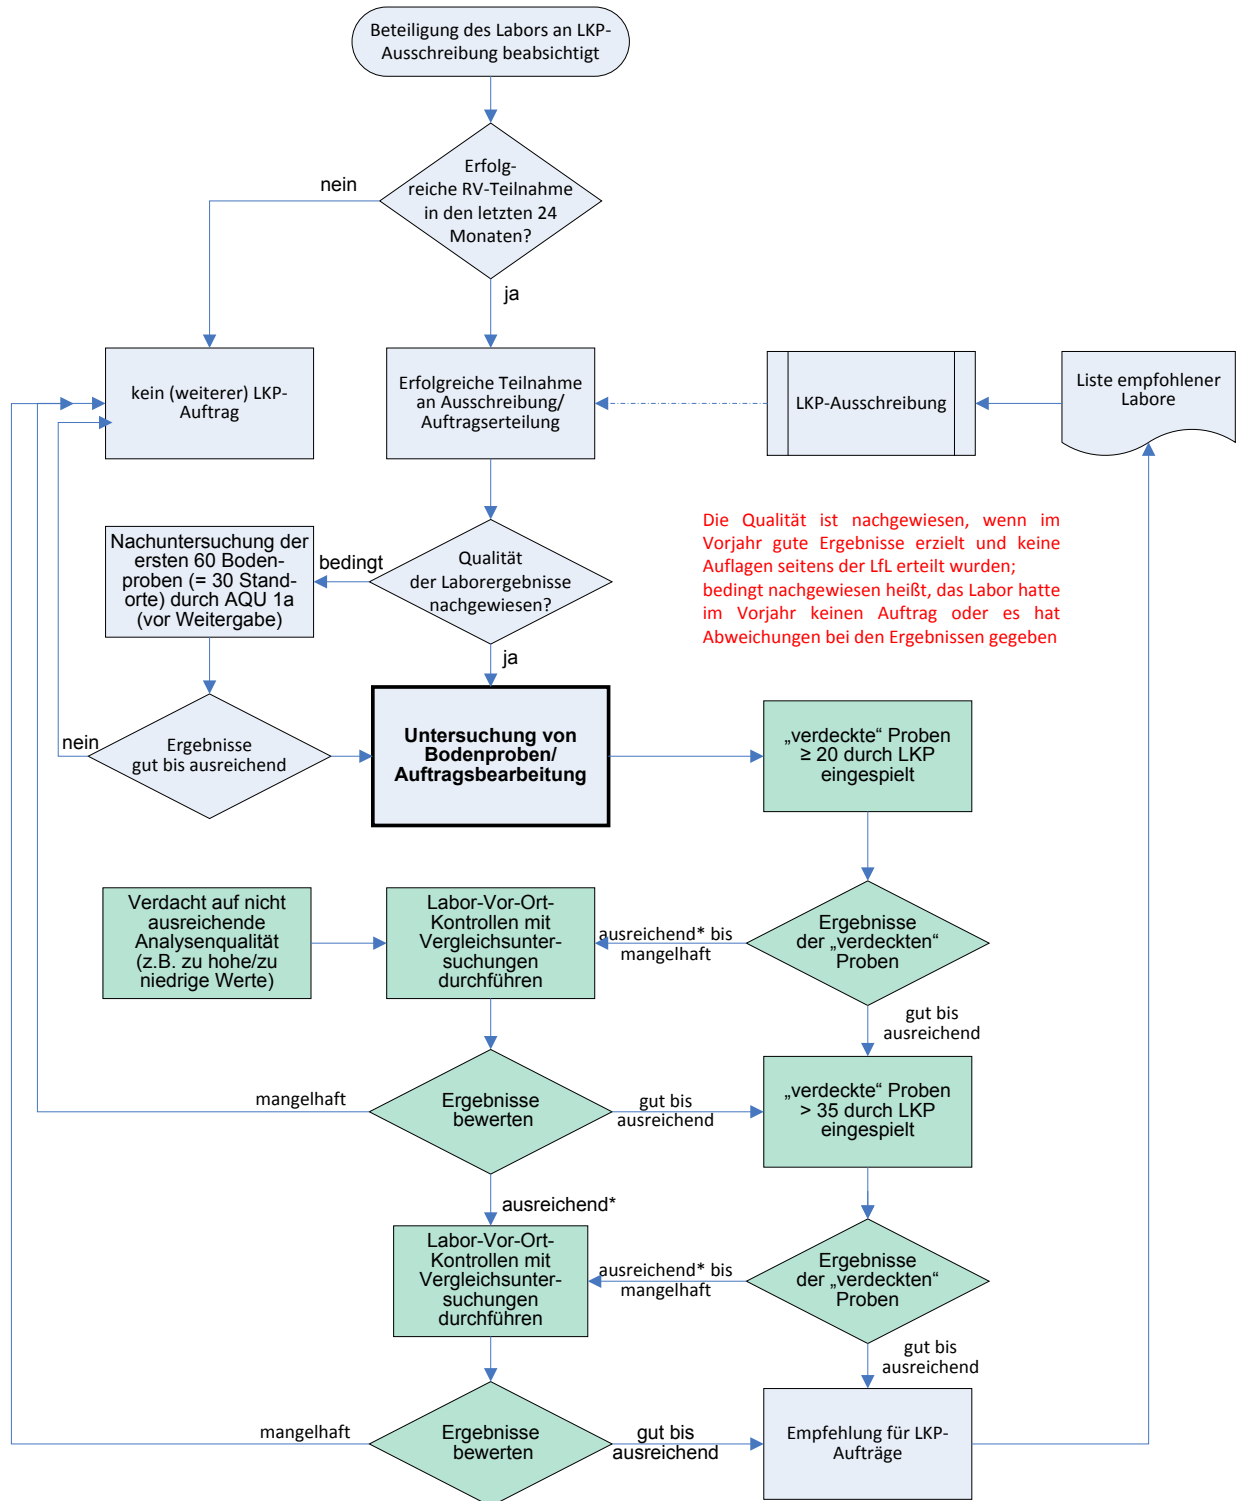 Beteiligung des Labors an LKP-
Ausschreibung beabsichtigt
Erfolg-
reiche RV-Teilnahme
in den letzten 24
Monaten?
nein
ja
kein (weiterer) LKP-
Auftrag
Erfolgreiche Teilnahme
an Ausschreibung/
Auftragserteilung
LKP-Ausschreibung
Liste empfohlener
Labore
Die Qualität ist nachgewiesen, wenn im
Vorjahr gute Ergebnisse erzielt und keine
Auflagen seitens der LfL erteilt wurden;
bedingt nachgewiesen heißt, das Labor hatte
im Vorjahr keinen Auftrag oder es hat
Abweichungen bei den Ergebnissen gegeben
Nachuntersuchung der
ersten 60 Boden-
proben (= 30 Stand-
orte) durch AQU 1a
(vor Weitergabe)
bedingt
Qualität
der Laborergebnisse
nachgewiesen?
ja
nein
Ergebnisse
gut bis ausreichend
Untersuchung von
Bodenproben/
Auftragsbearbeitung
„verdeckte“ Proben
≥ 20 durch LKP
eingespielt
Verdacht auf nicht
ausreichende
Analysenqualität
(z.B. zu hohe/zu
niedrige Werte)
Labor-Vor-Ort-
Kontrollen mit
Vergleichsunter-
suchungen
durchführen
ausreichend* bis
mangelhaft
Ergebnisse
der „verdeckten“
Proben
gut bis
ausreichend
mangelhaft
Ergebnisse
bewerten
gut bis
ausreichend
„verdeckte“ Proben
> 35 durch LKP
eingespielt
ausreichend*
Labor-Vor-Ort-
Kontrollen mit
Vergleichsunter-
suchungen
durchführen
ausreichend* bis
mangelhaft
Ergebnisse
der „verdeckten“
Proben
gut bis
ausreichend
mangelhaft
Ergebnisse
bewerten
gut bis
ausreichend
Empfehlung für LKP-
Aufträge